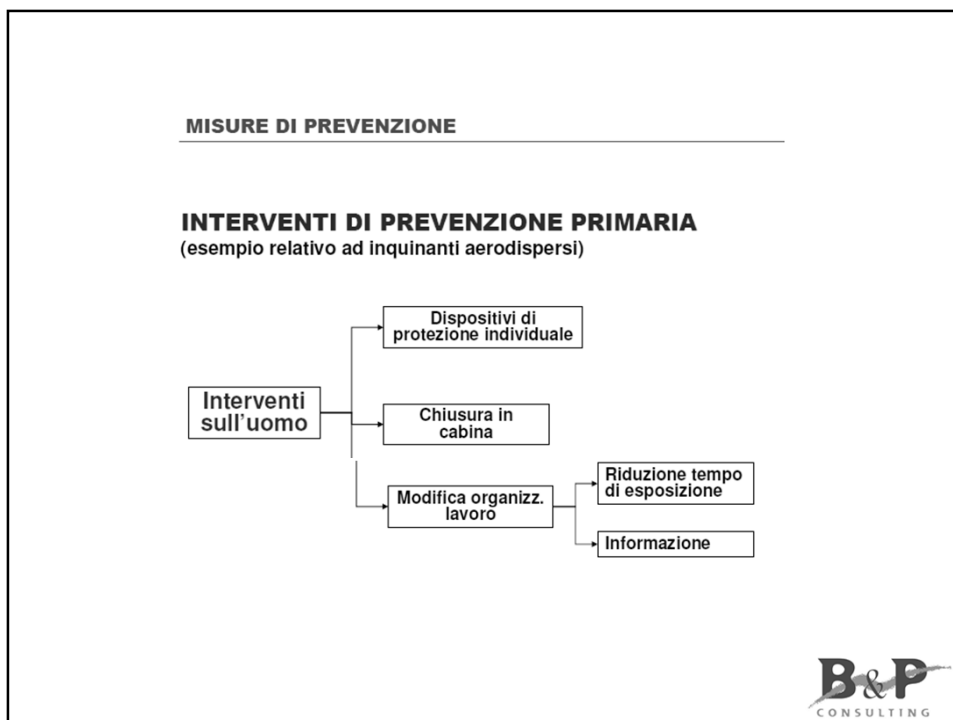 MISURE DI PREVENZIONE
INTERVENTI DI PREVENZIONE PRIMARIA
(esempio relativo ad inquinanti aerodispersi)
Dispositivi di
protezione individuale
Interventi
sull'uomo
Chiusura in
cabina
Modifica organizz.
lavoro
Riduzione tempo
di esposizione
Informazione
B&P
CONSULTING